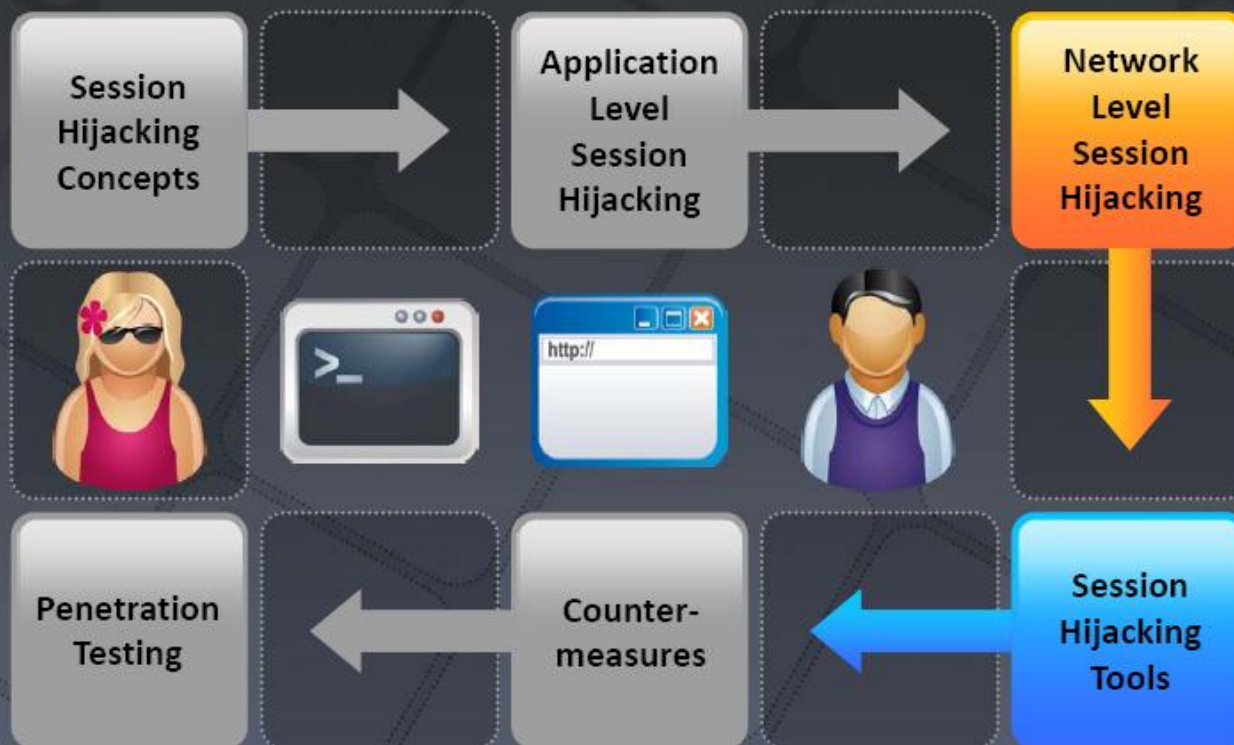 Session
Hijacking
Concepts
Application
Level
Session
Hijacking
Network
Level
Session
Hijacking
>_
http://
Penetration
Testing
Counter-
measures
Session
Hijacking
Tools